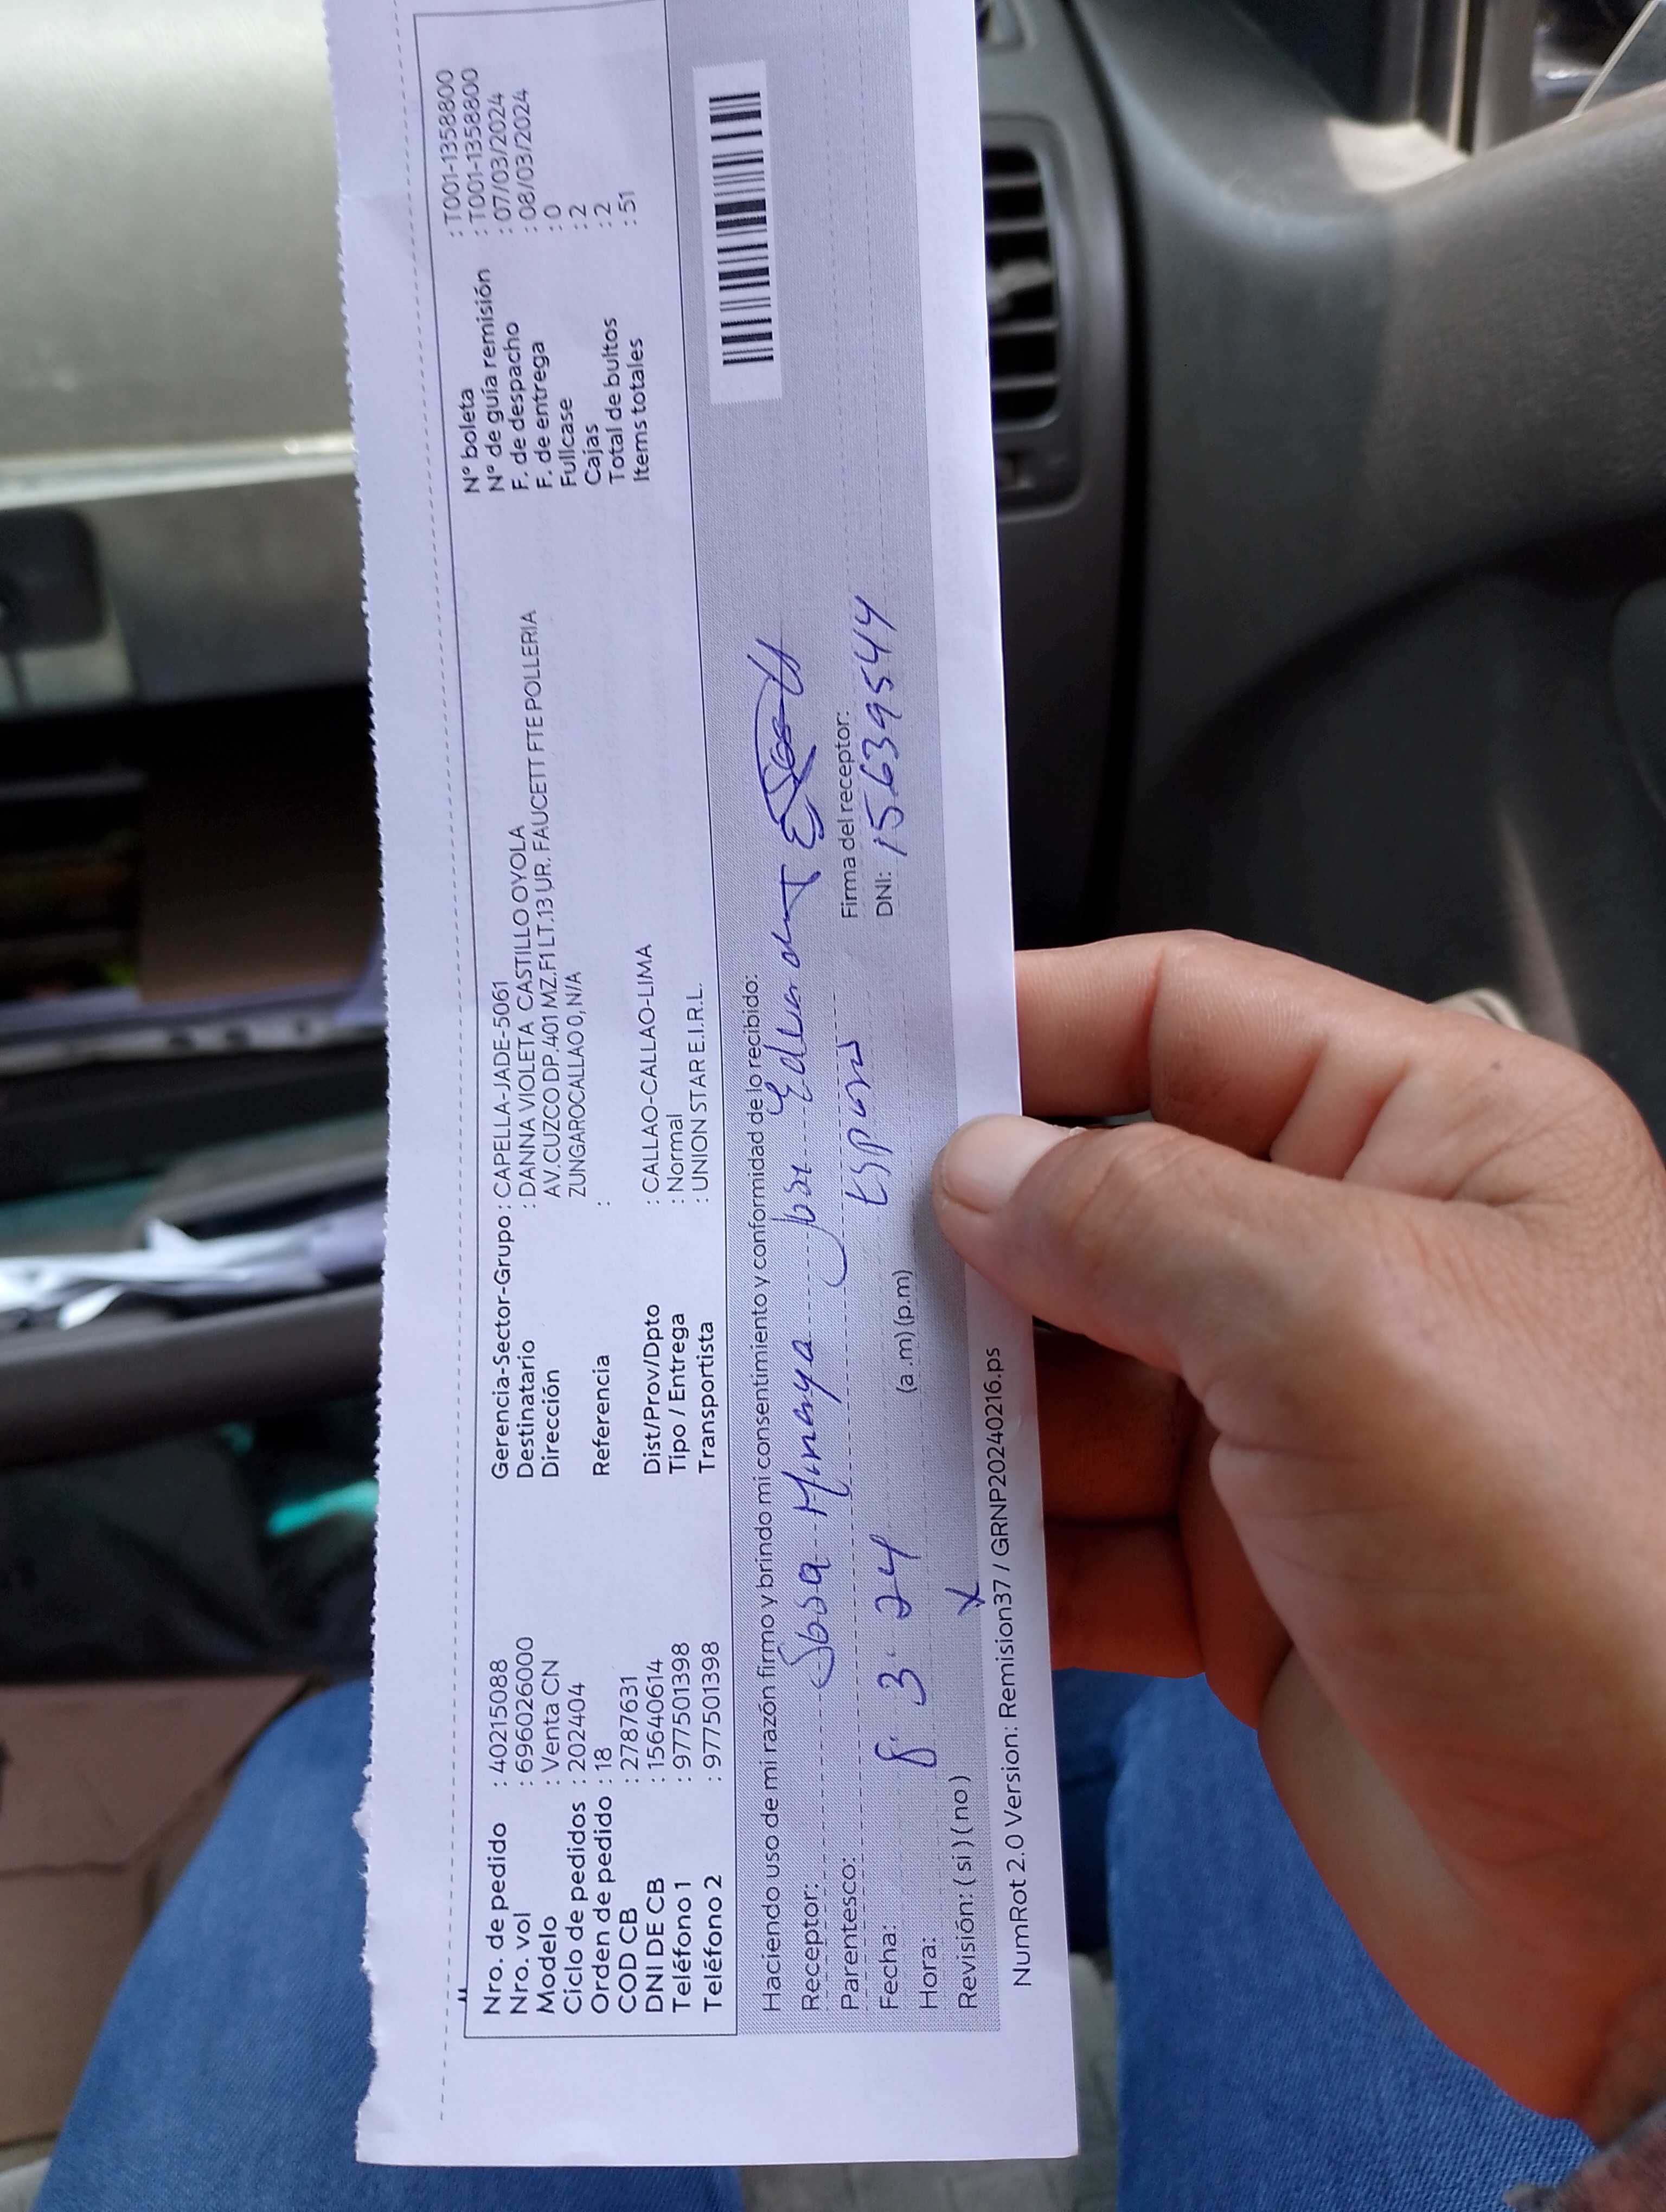 Nro. de pedido : 40215088
Nro. vol : 696026000
Modelo : Venta CN
Ciclo de pedidos : 202404
Orden de pedido : 18
COD CB : 2787631
DNI DE CB : 15640614
Teléfono 1 : 977501398
Teléfono 2 : 977501398
Gerencia-Sector-Grupo : CAPELLA-JADE-5061
Destinatario : DANNA VIOLETA CASTILLO OYOLA
Dirección AV.CUZCO DP.401 MZ.F1 LT.13 UR. FAUCETT FTE POLLERIA
ZUNGAROCALLAO 0, N/A
Referencia :
Dist/Prov/Dpto : CALLAO-CALLAO-LIMA
Tipo / Entrega : Normal
Transportista : UNION STAR E.I.R.L.
N° boleta : T001-1358800
N° de guía remisión : T001-1358800
F. de despacho : 07/03/2024
F. de entrega : 08/03/2024
Fullcase : 0
Cajas : 2
Total de bultos : 2
Items totales : 51
Haciendo uso de mi razón firmo y brindo mi consentimiento y conformidad de lo recibido:
Receptor: Sosa Minaya
Parentesco: Firma del receptor:
Fecha: 8 3 24 DNI: 15639544
Hora: (a .m) (p.m)
Revisión: ( si ) ( no ) x
NumRot 2.0 Version: Remision37 / GRNP20240216.ps